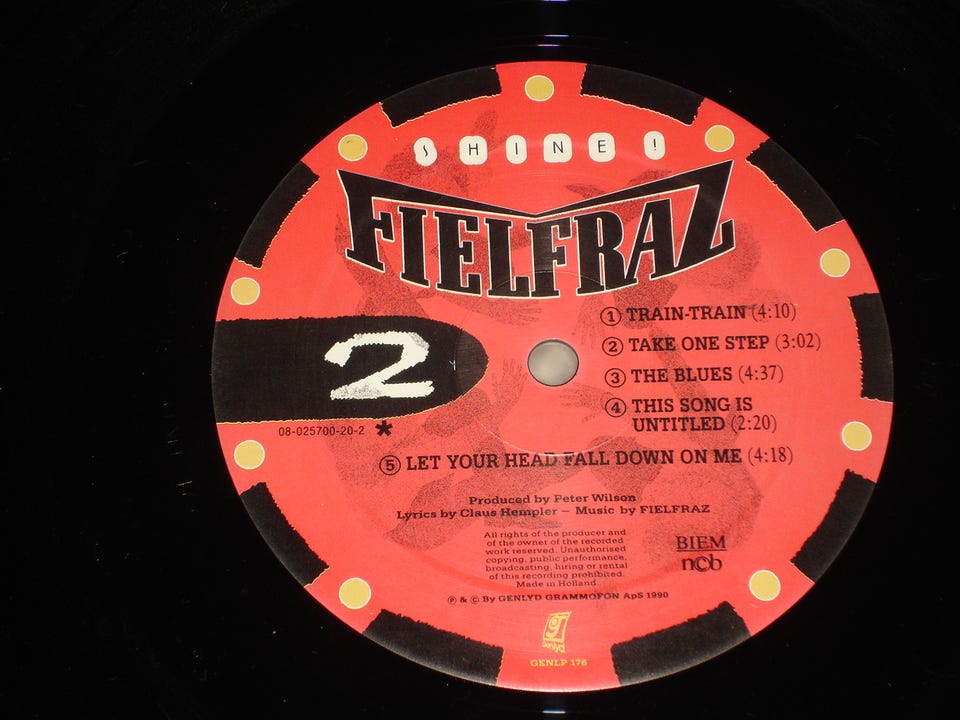 SHINE!
FIELFRAZ
1 TRAIN-TRAIN (4:10)
2 TAKE ONE STEP (3:02)
3 THE BLUES (4:37)
4 THIS SONG IS
UNTITLED (2:20)
2
08-025700-20-2 *
5 LET YOUR HEAD FALL DOWN ON ME (4:18)
Produced by Peter Wilson
Lyrics by Claus Hempler – Music by FIELFRAZ
All rights of the producer and
of the owner of the recorded
work reserved. Unauthorised
copying, public performance,
broadcasting, hiring or rental
of this recording prohibited.
Made in Holland.
BIEM
ncb
℗ & © By GENLYD GRAMMOFON ApS 1990
Genlyd
GENLP 176